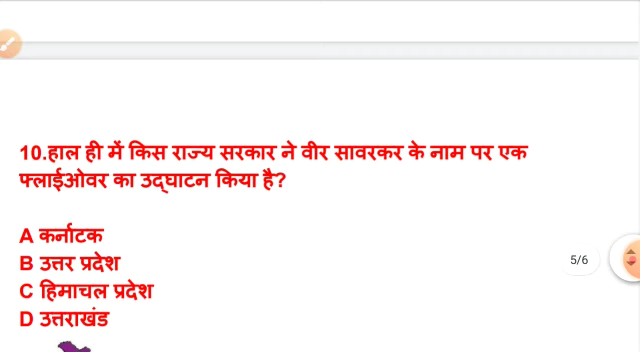 10.हाल ही में किस राज्य सरकार ने वीर सावरकर के नाम पर एक
फ्लाईओवर का उद्घाटन किया है?
A कर्नाटक
B उत्तर प्रदेश
5/6
C हिमाचल प्रदेश
D उत्तराखंड